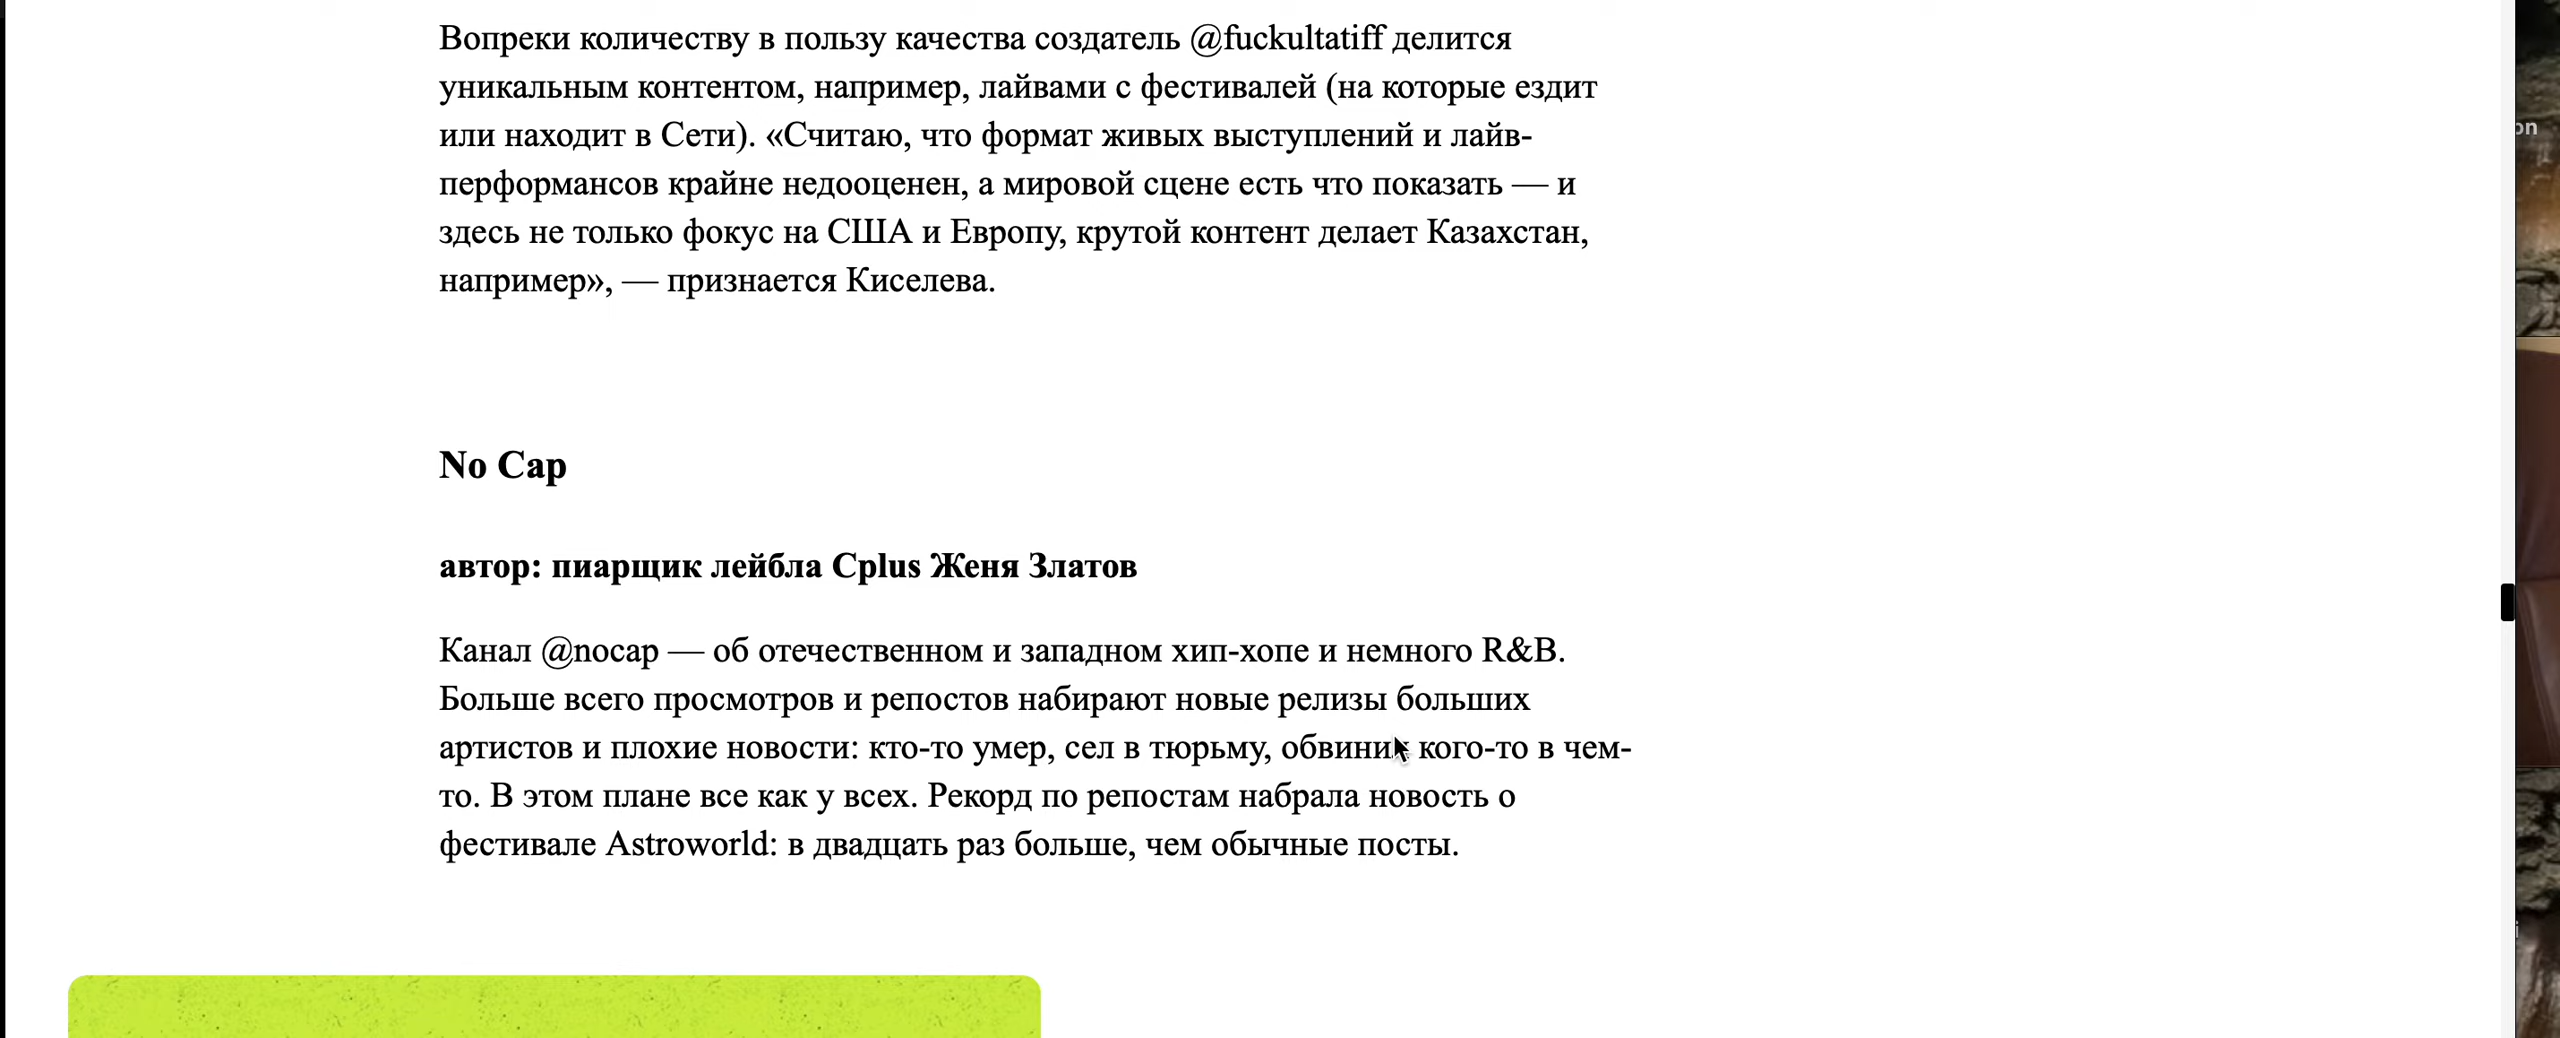 Вопреки количеству в пользу качества создатель @fuckultatiff делится
уникальным контентом, например, лайвами с фестивалей (на которые ездит
или находит в Сети). «Считаю, что формат живых выступлений и лайв-
перформансов крайне недооценен, а мировой сцене есть что показать — и
здесь не только фокус на США и Европу, крутой контент делает Казахстан,
например», — признается Киселева.
No Cap
автор: пиарщик лейбла Cplus Женя Златов
Канал @nocap — об отечественном и западном хип-хопе и немного R&B.
Больше всего просмотров и репостов набирают новые релизы больших
артистов и плохие новости: кто-то умер, сел в тюрьму, обвинил кого-то в чем-
то. В этом плане все как у всех. Рекорд по репостам набрала новость о
фестивале Astroworld: в двадцать раз больше, чем обычные посты.